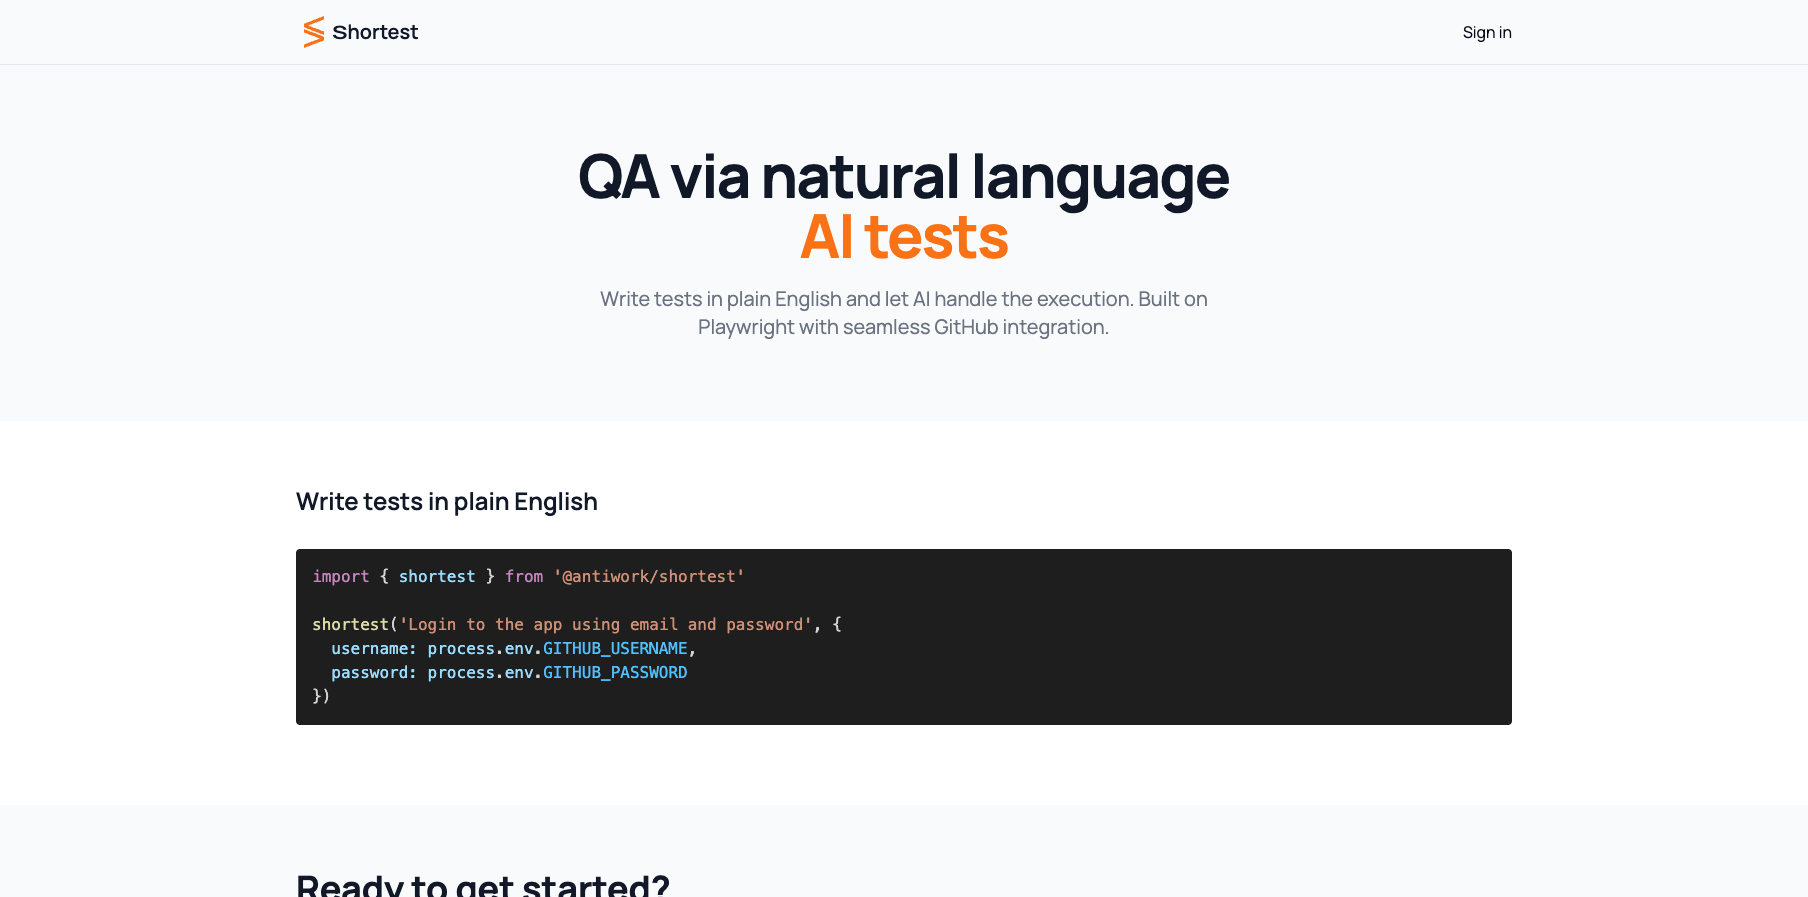 Shortest
Sign in
QA via natural language
AI tests
Write tests in plain English and let AI handle the execution. Built on
Playwright with seamless GitHub integration.
Write tests in plain English
import { shortest } from '@antiwork/shortest'
shortest('Login to the app using email and password', {
  username: process.env.GITHUB_USERNAME,
  password: process.env.GITHUB_PASSWORD
})
Ready to get started?